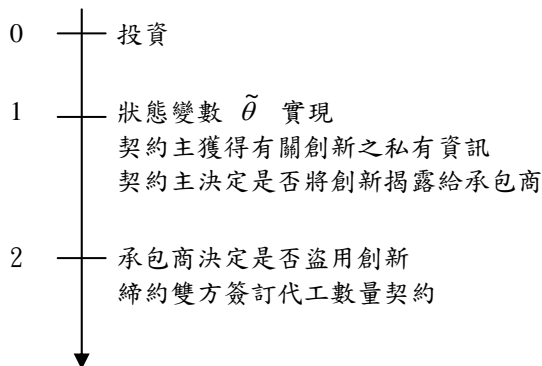 0 投資
1 狀態變數 θ̃ 實現
契約主獲得有關創新之私有資訊
契約主決定是否將創新揭露給承包商
2 承包商決定是否盜用創新
締約雙方簽訂代工數量契約